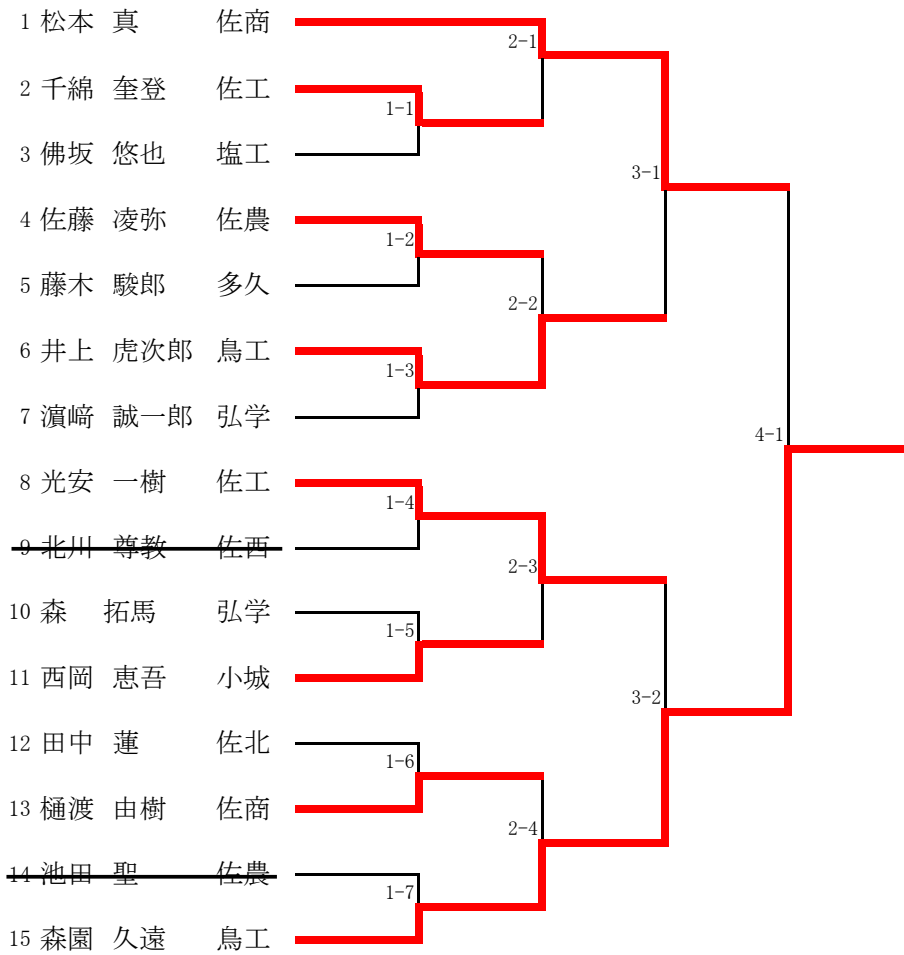 1 松本 真 佐商
2-1
2 千綿 奎登 佐工
1-1
3 佛坂 悠也 塩工
3-1
4 佐藤 凌弥 佐農
1-2
5 藤木 駿郎 多久
2-2
6 井上 虎次郎 鳥工
1-3
7 濵﨑 誠一郎 弘学
4-1
8 光安 一樹 佐工
1-4
9 北川 尊教 佐西
2-3
10 森 拓馬 弘学
1-5
11 西岡 恵吾 小城
3-2
12 田中 蓮 佐北
1-6
13 樋渡 由樹 佐商
2-4
14 池田 聖 佐農
1-7
15 森園 久遠 鳥工